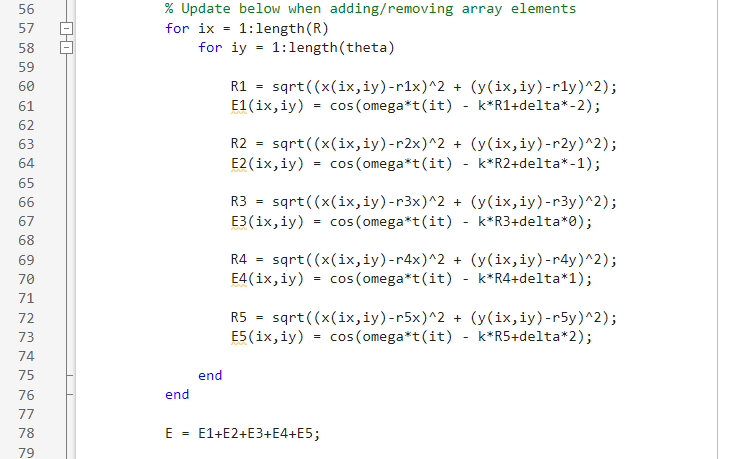 56 % Update below when adding/removing array elements
57 for ix = 1:length(R)
58 for iy = 1:length(theta)
59
60 R1 = sqrt((x(ix,iy)-r1x)^2 + (y(ix,iy)-r1y)^2);
61 E1(ix,iy) = cos(omega*t(it) - k*R1+delta*-2);
62
63 R2 = sqrt((x(ix,iy)-r2x)^2 + (y(ix,iy)-r2y)^2);
64 E2(ix,iy) = cos(omega*t(it) - k*R2+delta*-1);
65
66 R3 = sqrt((x(ix,iy)-r3x)^2 + (y(ix,iy)-r3y)^2);
67 E3(ix,iy) = cos(omega*t(it) - k*R3+delta*0);
68
69 R4 = sqrt((x(ix,iy)-r4x)^2 + (y(ix,iy)-r4y)^2);
70 E4(ix,iy) = cos(omega*t(it) - k*R4+delta*1);
71
72 R5 = sqrt((x(ix,iy)-r5x)^2 + (y(ix,iy)-r5y)^2);
73 E5(ix,iy) = cos(omega*t(it) - k*R5+delta*2);
74
75 end
76 end
77
78 E = E1+E2+E3+E4+E5;
79